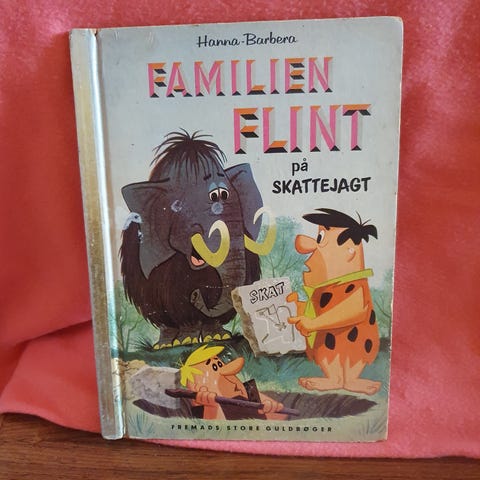 Hanna-Barbera
FAMILIEN
FLINT
på
SKATTEJAGT
SKAT
FREMADS STORE GULDBØGER